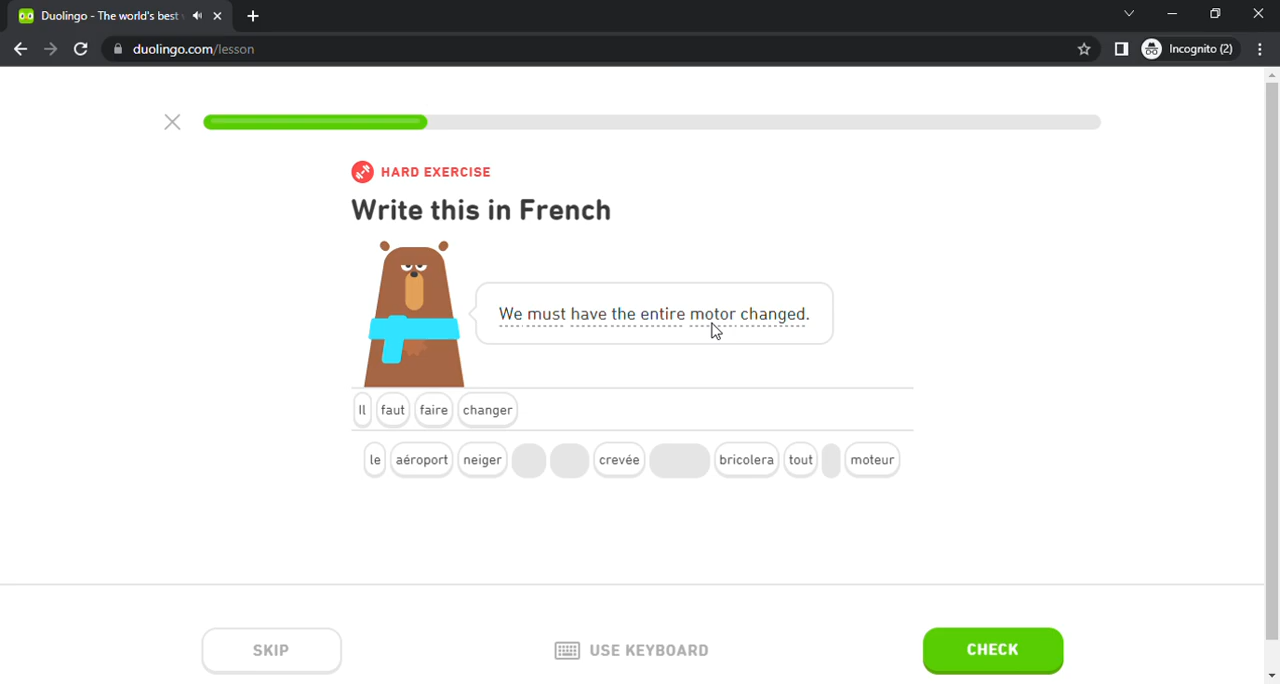 Duolingo - The world's best
duolingo.com/lesson
Incognito (2)
HARD EXERCISE
Write this in French
We must have the entire motor changed.
Il faut faire changer
le aéroport neiger crevée bricolera tout moteur
SKIP
USE KEYBOARD
CHECK